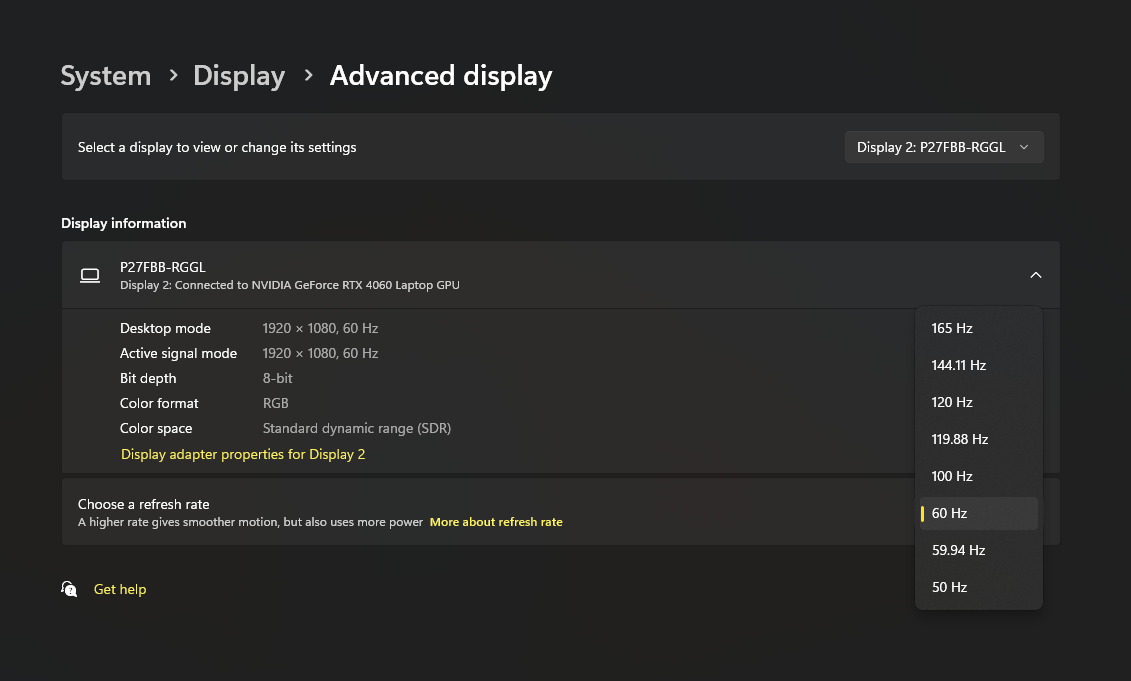 System > Display > Advanced display
Select a display to view or change its settings
Display 2: P27FBB-RGGL
Display information
P27FBB-RGGL
Display 2: Connected to NVIDIA GeForce RTX 4060 Laptop GPU
Desktop mode 1920 × 1080, 60 Hz
Active signal mode 1920 × 1080, 60 Hz
Bit depth 8-bit
Color format RGB
Color space Standard dynamic range (SDR)
Display adapter properties for Display 2
Choose a refresh rate
A higher rate gives smoother motion, but also uses more power More about refresh rate
165 Hz
144.11 Hz
120 Hz
119.88 Hz
100 Hz
60 Hz
59.94 Hz
50 Hz
Get help